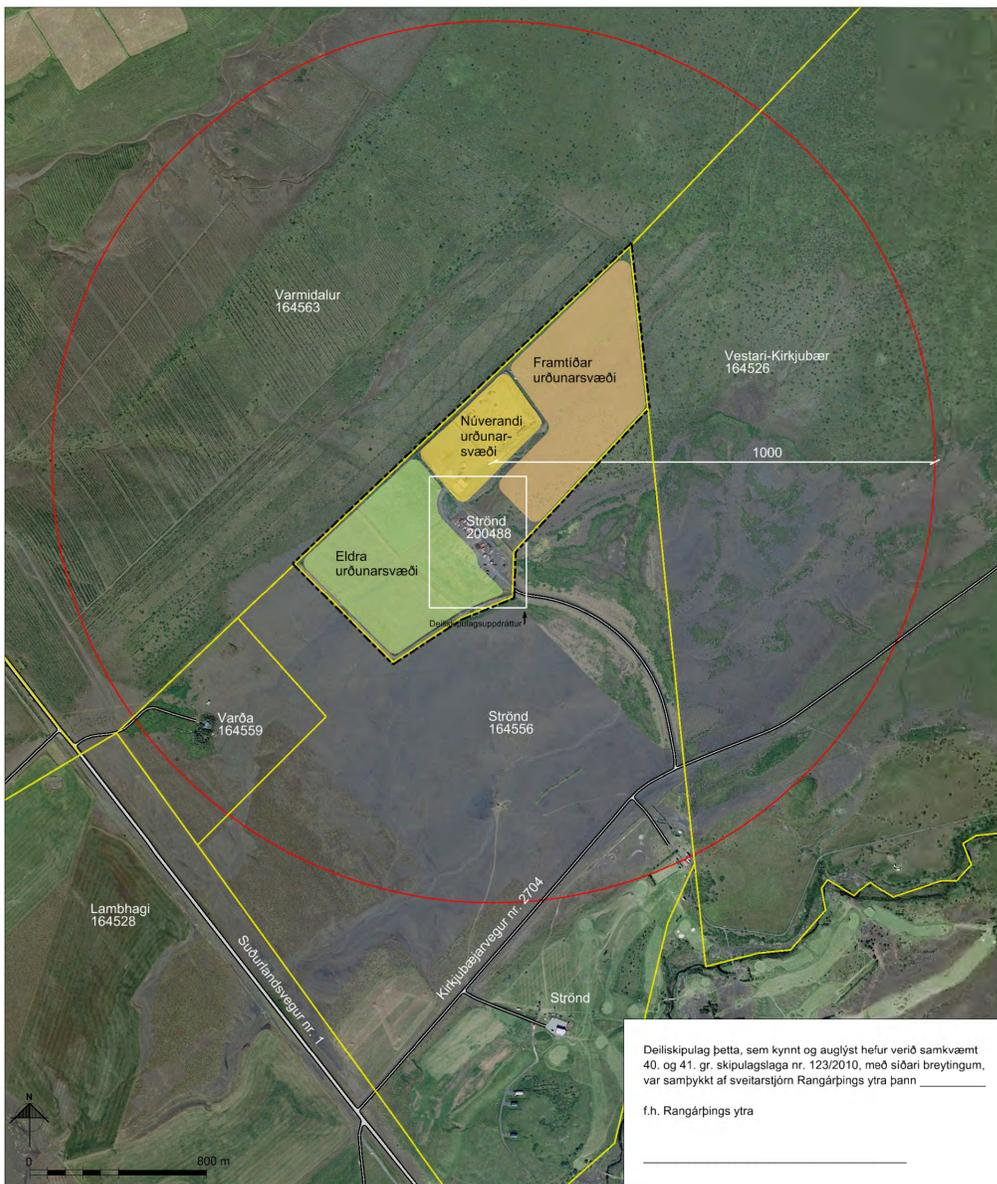 Varmidalur
164563
Framtíðar
urðunarsvæði
Vestari-Kirkjubær
164526
Núverandi
urðunar-
svæði
1000
Strönd
200488
Eldra
urðunarsvæði
Deiliskipulagsuppdráttur
Varða
164559
Strönd
164556
Lambhagi
164528
Suðurlandsvegur nr. 1
Kirkjubæjarvegur nr. 2704
Strönd
Deiliskipulag þetta, sem kynnt og auglýst hefur verið samkvæmt
40. og 41. gr. skipulagslaga nr. 123/2010, með síðari breytingum,
var samþykkt af sveitarstjórn Rangárþings ytra þann
f.h. Rangárþings ytra
N
0 800 m